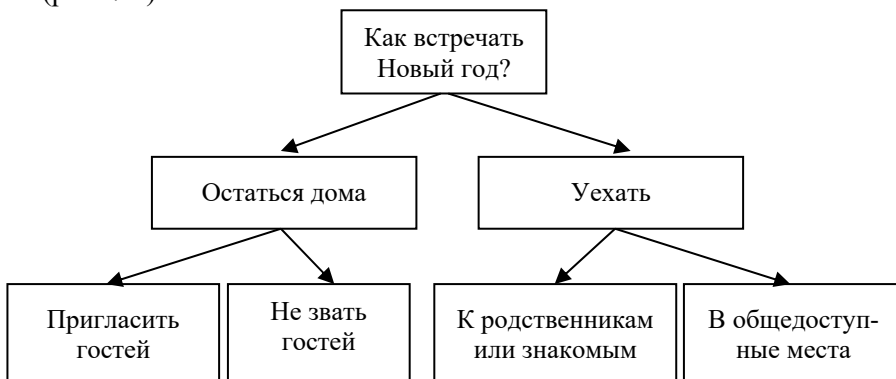 Как встречать
Новый год?
Остаться дома
Уехать
Пригласить
гостей
Не звать
гостей
К родственникам
или знакомым
В общедоступ-
ные места